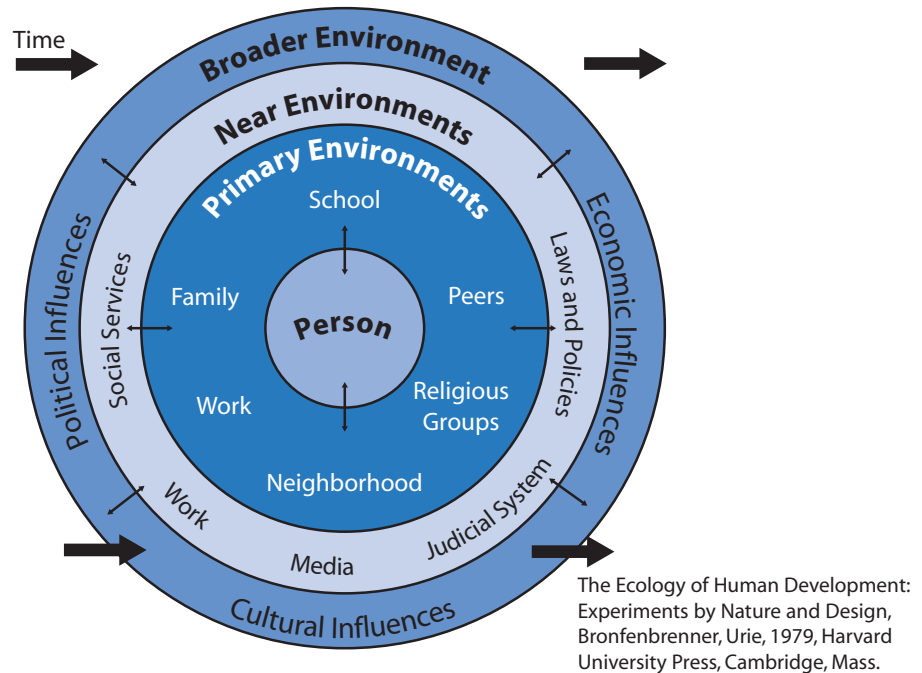 Time
Broader Environment
Near Environments
Primary Environments
School
Family
Peers
Person
Work
Religious
Groups
Neighborhood
Political Influences
Social Services
Laws and Policies
Economic Influences
Work
Media
Judicial System
Cultural Influences
The Ecology of Human Development:
Experiments by Nature and Design,
Bronfenbrenner, Urie, 1979, Harvard
University Press, Cambridge, Mass.